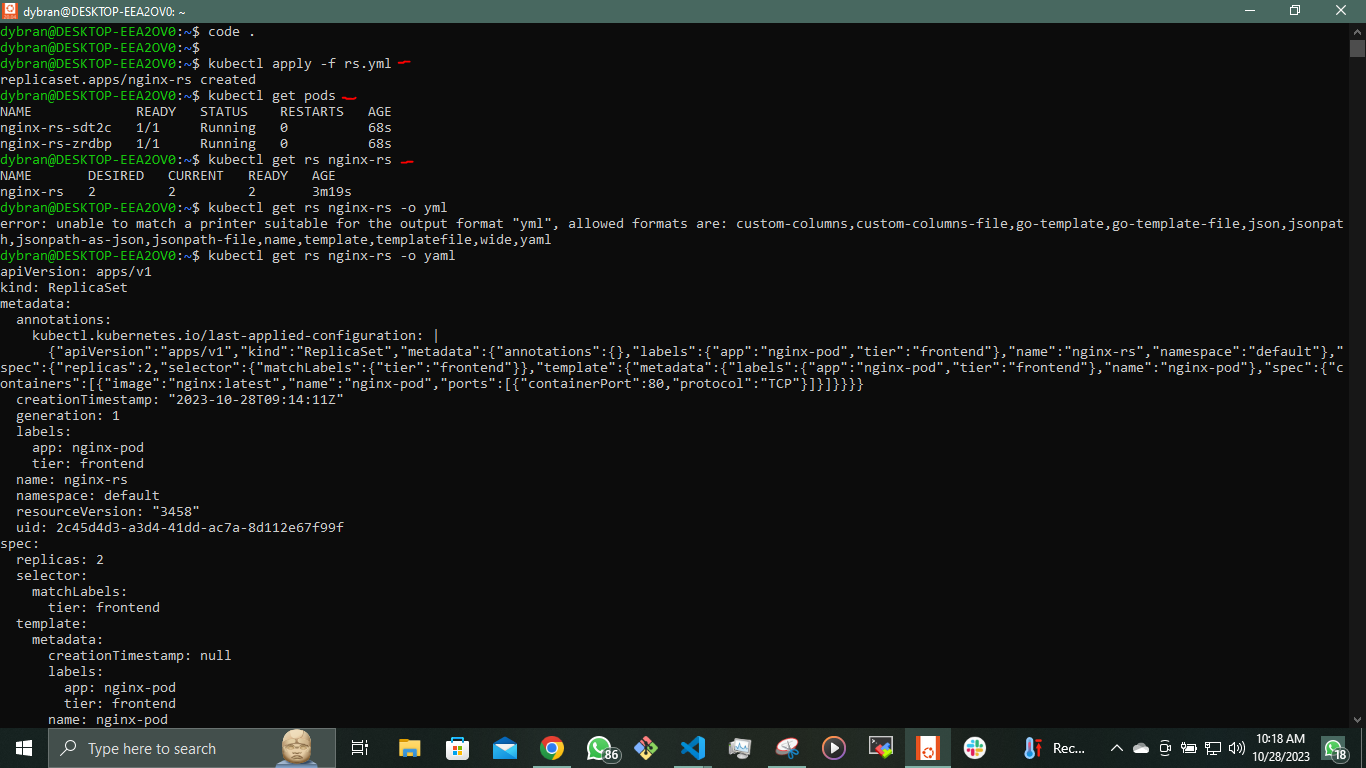 dybran@DESKTOP-EEA2OV0: ~
dybran@DESKTOP-EEA2OV0:~$ code .
dybran@DESKTOP-EEA2OV0:~$
dybran@DESKTOP-EEA2OV0:~$ kubectl apply -f rs.yml
replicaset.apps/nginx-rs created
dybran@DESKTOP-EEA2OV0:~$ kubectl get pods
NAME             READY   STATUS    RESTARTS   AGE
nginx-rs-sdt2c   1/1     Running   0          68s
nginx-rs-zrdbp   1/1     Running   0          68s
dybran@DESKTOP-EEA2OV0:~$ kubectl get rs nginx-rs
NAME       DESIRED   CURRENT   READY   AGE
nginx-rs   2         2         2       3m19s
dybran@DESKTOP-EEA2OV0:~$ kubectl get rs nginx-rs -o yml
error: unable to match a printer suitable for the output format "yml", allowed formats are: custom-columns,custom-columns-file,go-template,go-template-file,json,jsonpat
h,jsonpath-as-json,jsonpath-file,name,template,templatefile,wide,yaml
dybran@DESKTOP-EEA2OV0:~$ kubectl get rs nginx-rs -o yaml
apiVersion: apps/v1
kind: ReplicaSet
metadata:
  annotations:
    kubectl.kubernetes.io/last-applied-configuration: |
      {"apiVersion":"apps/v1","kind":"ReplicaSet","metadata":{"annotations":{},"labels":{"app":"nginx-pod","tier":"frontend"},"name":"nginx-rs","namespace":"default"},"
spec":{"replicas":2,"selector":{"matchLabels":{"tier":"frontend"}},"template":{"metadata":{"labels":{"app":"nginx-pod","tier":"frontend"},"name":"nginx-pod"},"spec":{"c
ontainers":[{"image":"nginx:latest","name":"nginx-pod","ports":[{"containerPort":80,"protocol":"TCP"}]}]}}}}
  creationTimestamp: "2023-10-28T09:14:11Z"
  generation: 1
  labels:
    app: nginx-pod
    tier: frontend
  name: nginx-rs
  namespace: default
  resourceVersion: "3458"
  uid: 2c45d4d3-a3d4-41dd-ac7a-8d112e67f99f
spec:
  replicas: 2
  selector:
    matchLabels:
      tier: frontend
  template:
    metadata:
      creationTimestamp: null
      labels:
        app: nginx-pod
        tier: frontend
      name: nginx-pod
Type here to search
86
Rec...
10:18 AM
10/28/2023
18